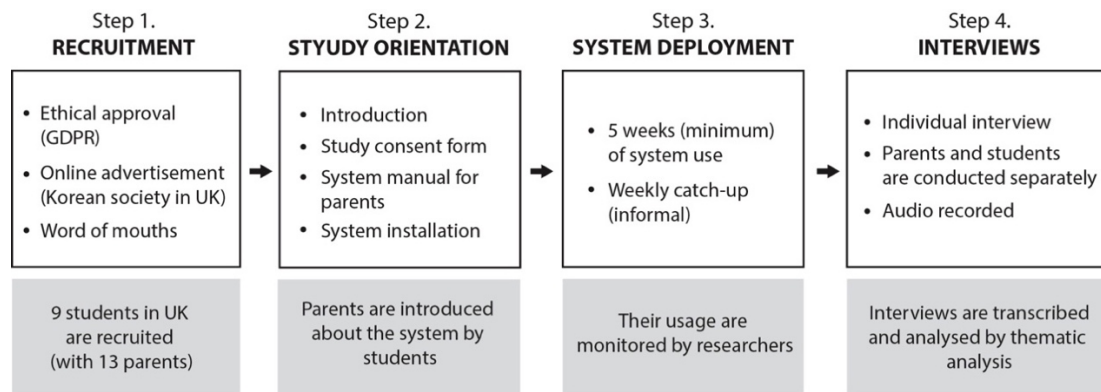 Step 1.
RECRUITMENT
• Ethical approval
(GDPR)
• Online advertisement
(Korean society in UK)
• Word of mouths
9 students in UK
are recruited
(with 13 parents)
Step 2.
STYUDY ORIENTATION
• Introduction
• Study consent form
• System manual for
parents
• System installation
Parents are introduced
about the system by
students
Step 3.
SYSTEM DEPLOYMENT
• 5 weeks (minimum)
of system use
• Weekly catch-up
(informal)
Their usage are
monitored by researchers
Step 4.
INTERVIEWS
• Individual interview
• Parents and students
are conducted separately
• Audio recorded
Interviews are transcribed
and analysed by thematic
analysis